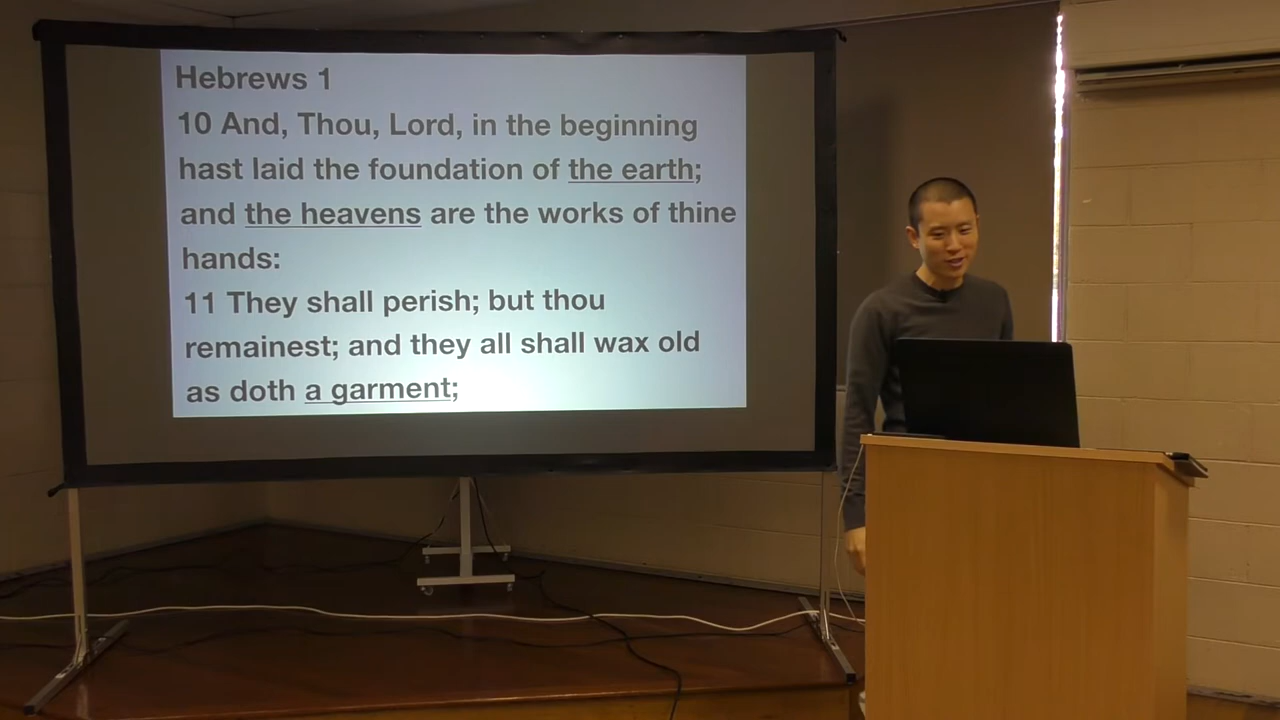 Hebrews 1
10 And, Thou, Lord, in the beginning
hast laid the foundation of the earth;
and the heavens are the works of thine
hands:
11 They shall perish; but thou
remainest; and they all shall wax old
as doth a garment;